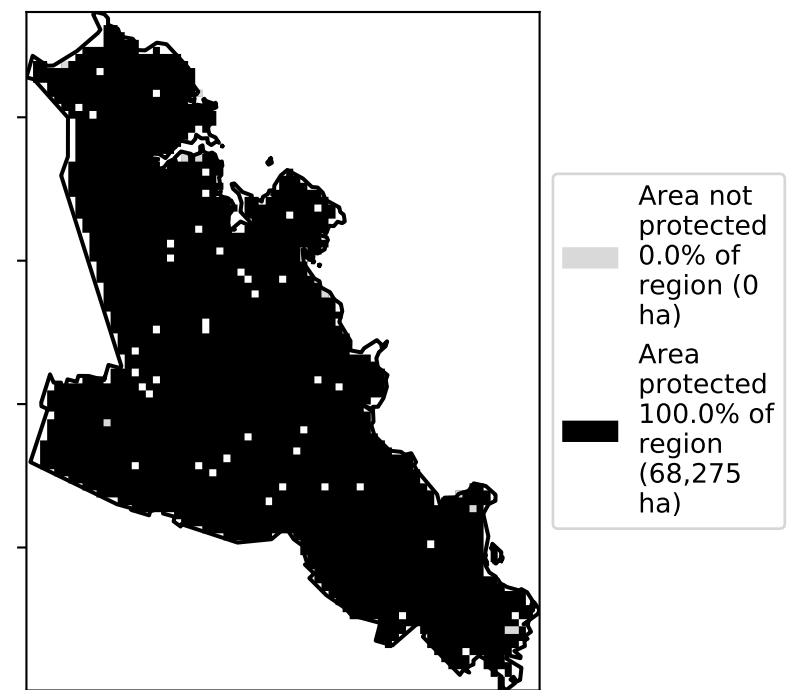 Area not
protected
0.0% of
region (0
ha)
Area
protected
100.0% of
region
(68,275
ha)